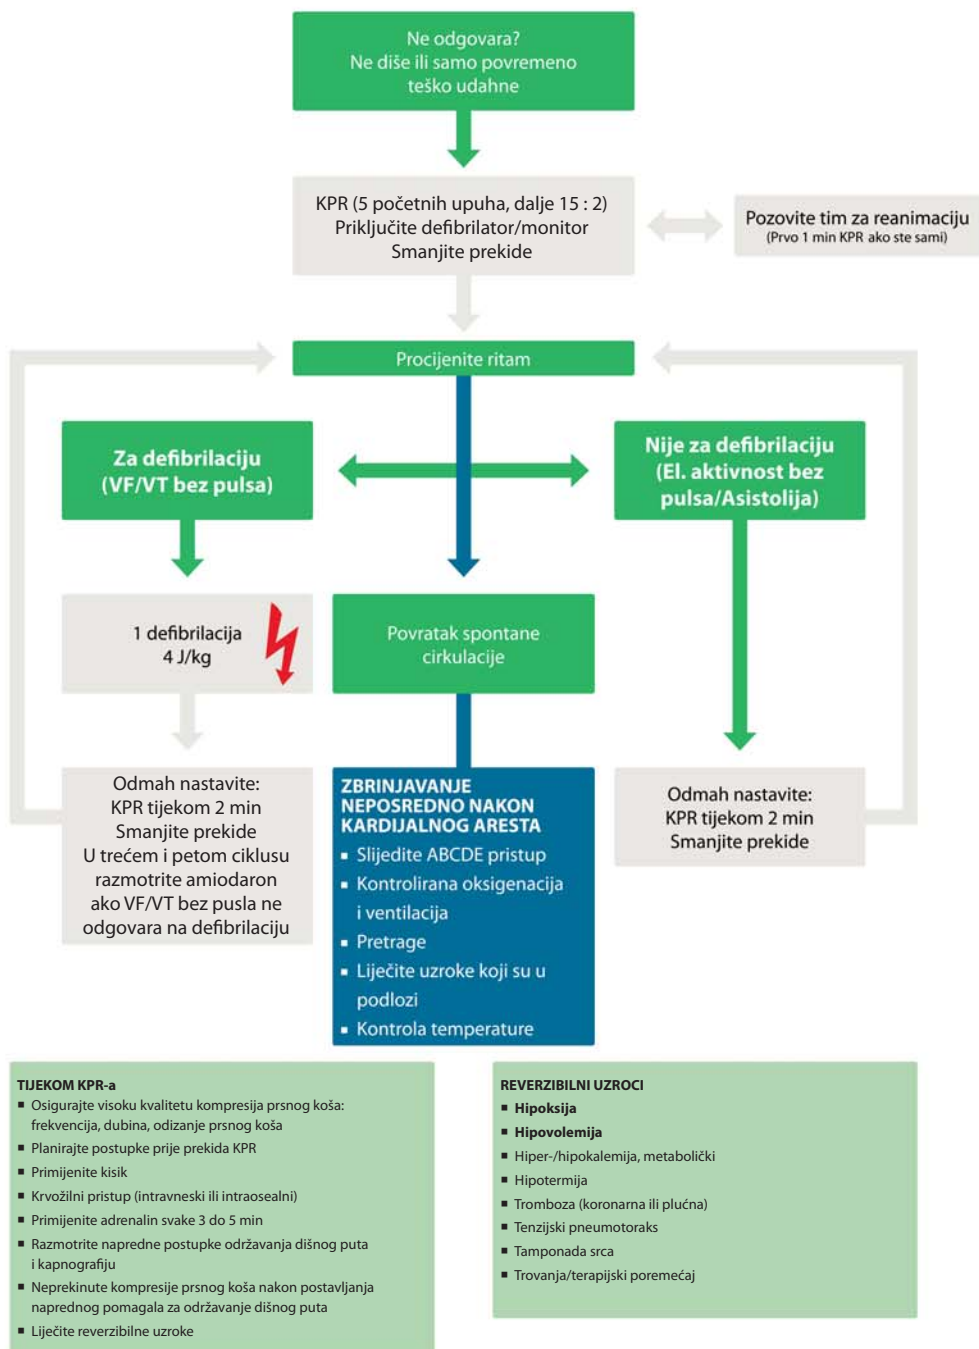 Ne odgovara?
Ne diše ili samo povremeno
teško udahne
KPR (5 početnih upuha, dalje 15 : 2)
Priključite defibrilator/monitor
Smanjite prekide
Pozovite tim za reanimaciju
(Prvo 1 min KPR ako ste sami)
Procijenite ritam
Za defibrilaciju
(VF/VT bez pulsa)
Nije za defibrilaciju
(El. aktivnost bez
pulsa/Asistolija)
1 defibrilacija
4 J/kg
Povratak spontane
cirkulacije
Odmah nastavite:
KPR tijekom 2 min
Smanjite prekide
U trećem i petom ciklusu
razmotrite amiodaron
ako VF/VT bez pusla ne
odgovara na defibrilaciju
ZBRINJAVANJE
NEPOSREDNO NAKON
KARDIJALNOG ARESTA
▪ Slijedite ABCDE pristup
▪ Kontrolirana oksigenacija
i ventilacija
▪ Pretrage
▪ Liječite uzroke koji su u
podlozi
▪ Kontrola temperature
Odmah nastavite:
KPR tijekom 2 min
Smanjite prekide
TIJEKOM KPR-a
▪ Osigurajte visoku kvalitetu kompresija prsnog koša:
frekvencija, dubina, odizanje prsnog koša
▪ Planirajte postupke prije prekida KPR
▪ Primijenite kisik
▪ Krvožilni pristup (intravneski ili intraosealni)
▪ Primijenite adrenalin svake 3 do 5 min
▪ Razmotrite napredne postupke održavanja dišnog puta
i kapnografiju
▪ Neprekinute kompresije prsnog koša nakon postavljanja
naprednog pomagala za održavanje dišnog puta
▪ Liječite reverzibilne uzroke
REVERZIBILNI UZROCI
▪ Hipoksija
▪ Hipovolemija
▪ Hiper-/hipokalemija, metabolički
▪ Hipotermija
▪ Tromboza (koronarna ili plućna)
▪ Tenzijski pneumotoraks
▪ Tamponada srca
▪ Trovanja/terapijski poremećaj